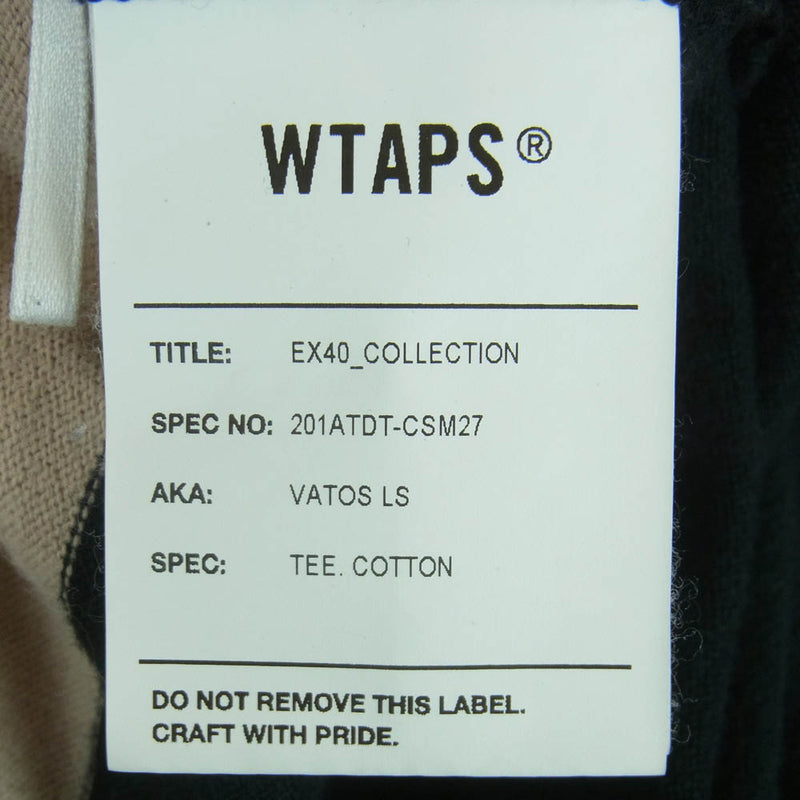 WTAPS®
TITLE: EX40_COLLECTION
SPEC NO: 201ATDT-CSM27
AKA: VATOS LS
SPEC: TEE. COTTON
DO NOT REMOVE THIS LABEL.
CRAFT WITH PRIDE.